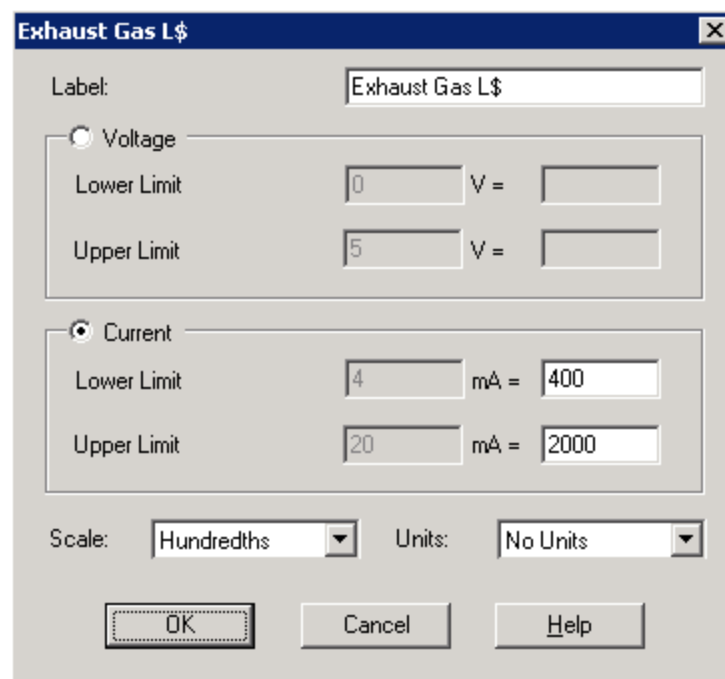 Exhaust Gas L$
Label: Exhaust Gas L$
Voltage
Lower Limit 0 V =
Upper Limit 5 V =
Current
Lower Limit 4 mA = 400
Upper Limit 20 mA = 2000
Scale: Hundredths Units: No Units
OK Cancel Help